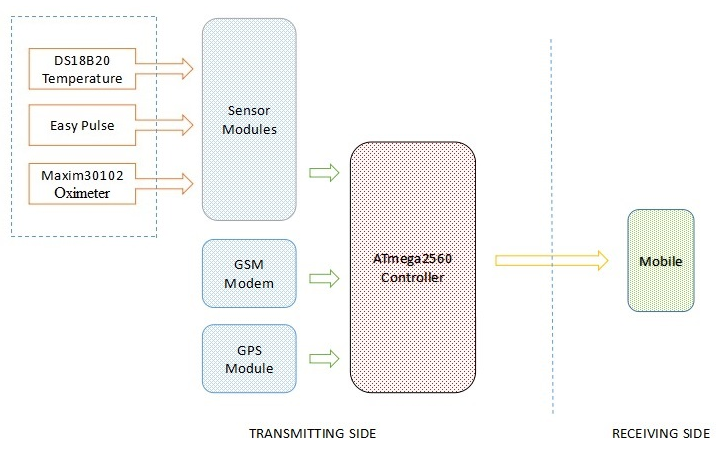 DS18B20
Temperature
Easy Pulse
Maxim30102
Oximeter
Sensor
Modules
GSM
Modem
GPS
Module
ATmega2560
Controller
Mobile
TRANSMITTING SIDE
RECEIVING SIDE